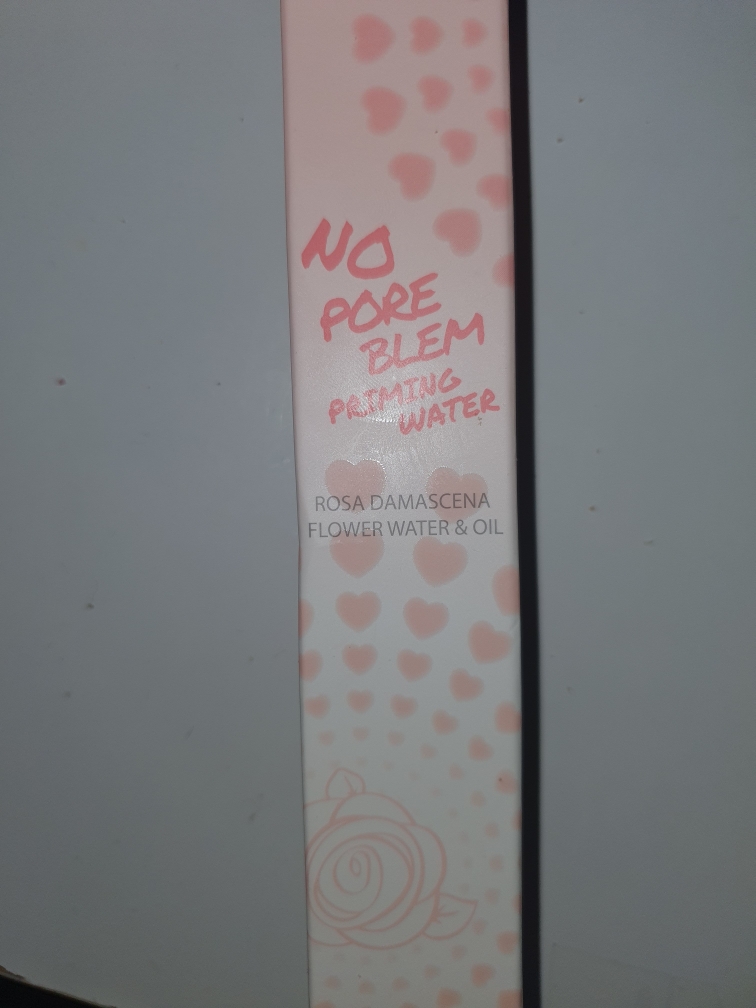 NO
PORE
BLEM
PRIMING
WATER
ROSA DAMASCENA
FLOWER WATER & OIL